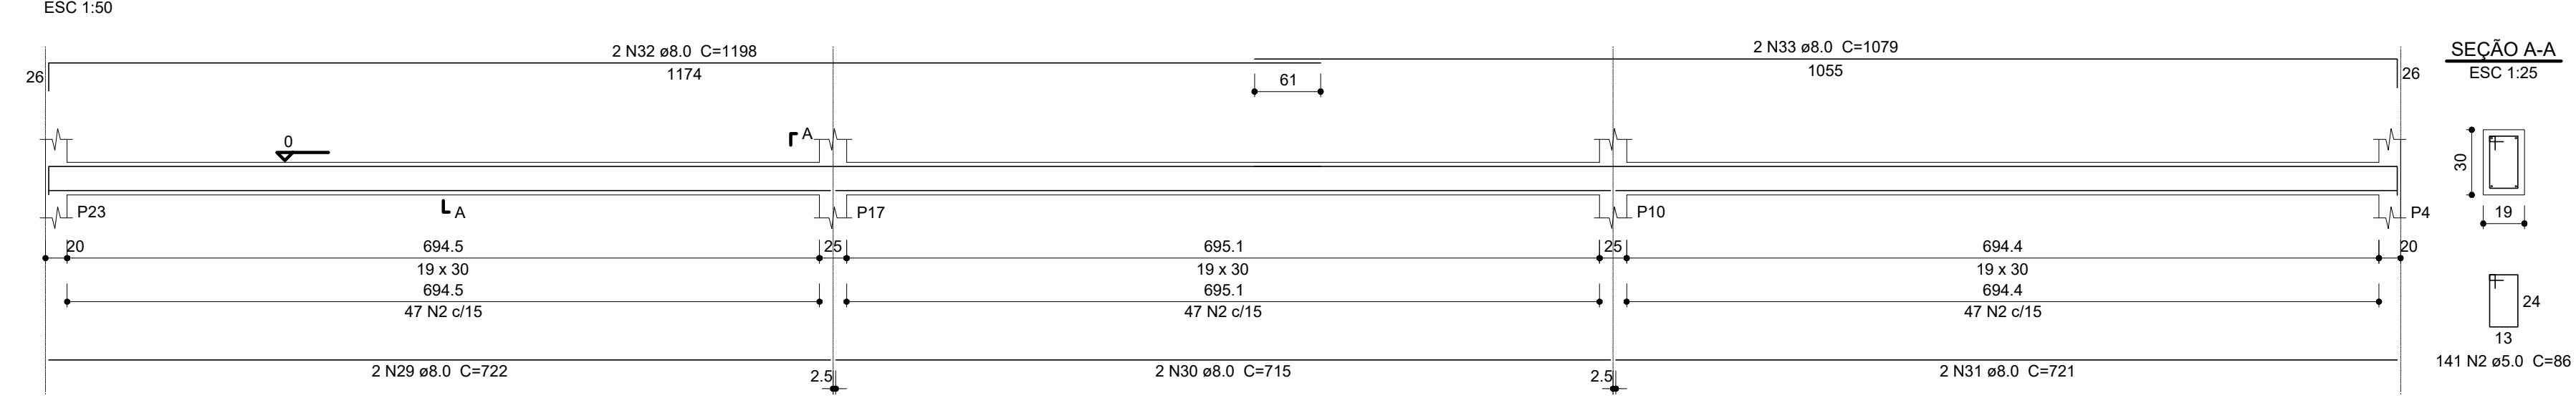 ESC 1:50
2 N32 ø8.0 C=1198
1174
26
2 N33 ø8.0 C=1079
1055
26
61
SEÇÃO A-A
ESC 1:25
0
A
A
P23
P17
P10
P4
30
19
20
694.5
25
695.1
25
694.4
20
19 x 30
19 x 30
19 x 30
694.5
695.1
694.4
47 N2 c/15
47 N2 c/15
47 N2 c/15
24
13
141 N2 ø5.0 C=86
2 N29 ø8.0 C=722
2.5
2 N30 ø8.0 C=715
2.5
2 N31 ø8.0 C=721